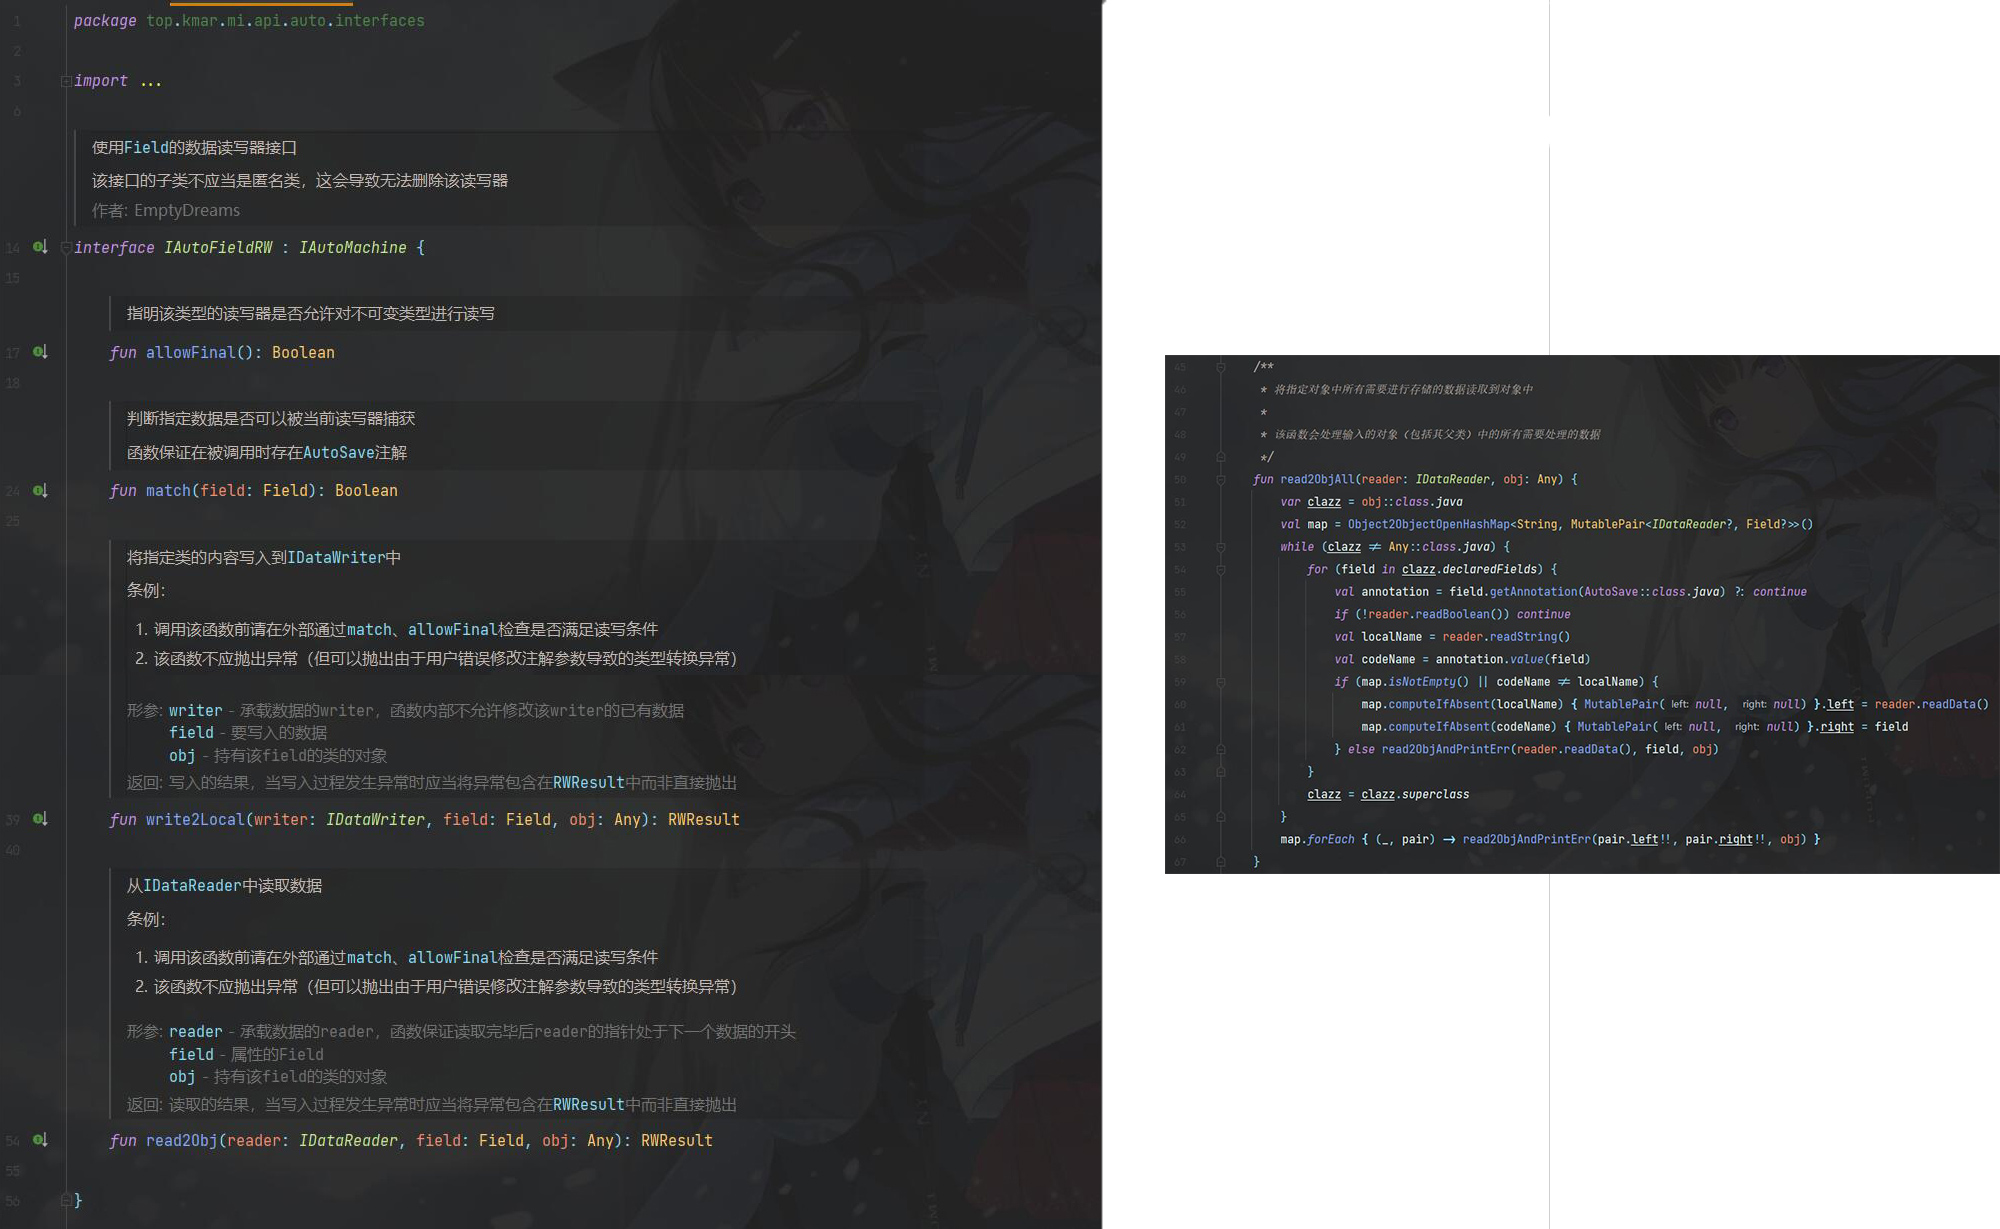 1 package top.kmar.mi.api.auto.interfaces
2
3 import ...
6
使用Field的数据读写器接口
该接口的子类不应当是匿名类，这会导致无法删除该读写器
作者: EmptyDreams
14 interface IAutoFieldRW : IAutoMachine {
15
指明该类型的读写器是否允许对不可变类型进行读写
17 fun allowFinal(): Boolean
18
判断指定数据是否可以被当前读写器捕获
函数保证在被调用时存在AutoSave注解
24 fun match(field: Field): Boolean
25
将指定类的内容写入到IDataWriter中
条例:
1. 调用该函数前请在外部通过match、allowFinal检查是否满足读写条件
2. 该函数不应抛出异常（但可以抛出由于用户错误修改注解参数导致的类型转换异常）
形参: writer - 承载数据的writer，函数内部不允许修改该writer的已有数据
field - 要写入的数据
obj - 持有该field的类的对象
返回: 写入的结果，当写入过程发生异常时应当将异常包含在RWResult中而非直接抛出
39 fun write2Local(writer: IDataWriter, field: Field, obj: Any): RWResult
40
从IDataReader中读取数据
条例:
1. 调用该函数前请在外部通过match、allowFinal检查是否满足读写条件
2. 该函数不应抛出异常（但可以抛出由于用户错误修改注解参数导致的类型转换异常）
形参: reader - 承载数据的reader，函数保证读取完毕后reader的指针处于下一个数据的开头
field - 属性的Field
obj - 持有该field的类的对象
返回: 读取的结果，当写入过程发生异常时应当将异常包含在RWResult中而非直接抛出
54 fun read2Obj(reader: IDataReader, field: Field, obj: Any): RWResult
55
56 }
45 /**
46 * 将指定对象中所有需要进行存储的数据读取到对象中
47 *
48 * 该函数会处理输入的对象（包括其父类）中的所有需要处理的数据
49 */
50 fun read2ObjAll(reader: IDataReader, obj: Any) {
51 var clazz = obj::class.java
52 val map = Object2ObjectOpenHashMap<String, MutablePair<IDataReader?, Field?>>()
53 while (clazz ≠ Any::class.java) {
54 for (field in clazz.declaredFields) {
55 val annotation = field.getAnnotation(AutoSave::class.java) ?: continue
56 if (!reader.readBoolean()) continue
57 val localName = reader.readString()
58 val codeName = annotation.value(field)
59 if (map.isNotEmpty() || codeName ≠ localName) {
60 map.computeIfAbsent(localName) { MutablePair( left: null, right: null) }.left = reader.readData()
61 map.computeIfAbsent(codeName) { MutablePair( left: null, right: null) }.right = field
62 } else read2ObjAndPrintErr(reader.readData(), field, obj)
63 }
64 clazz = clazz.superclass
65 }
66 map.forEach { (_, pair) → read2ObjAndPrintErr(pair.left!!, pair.right!!, obj) }
67 }